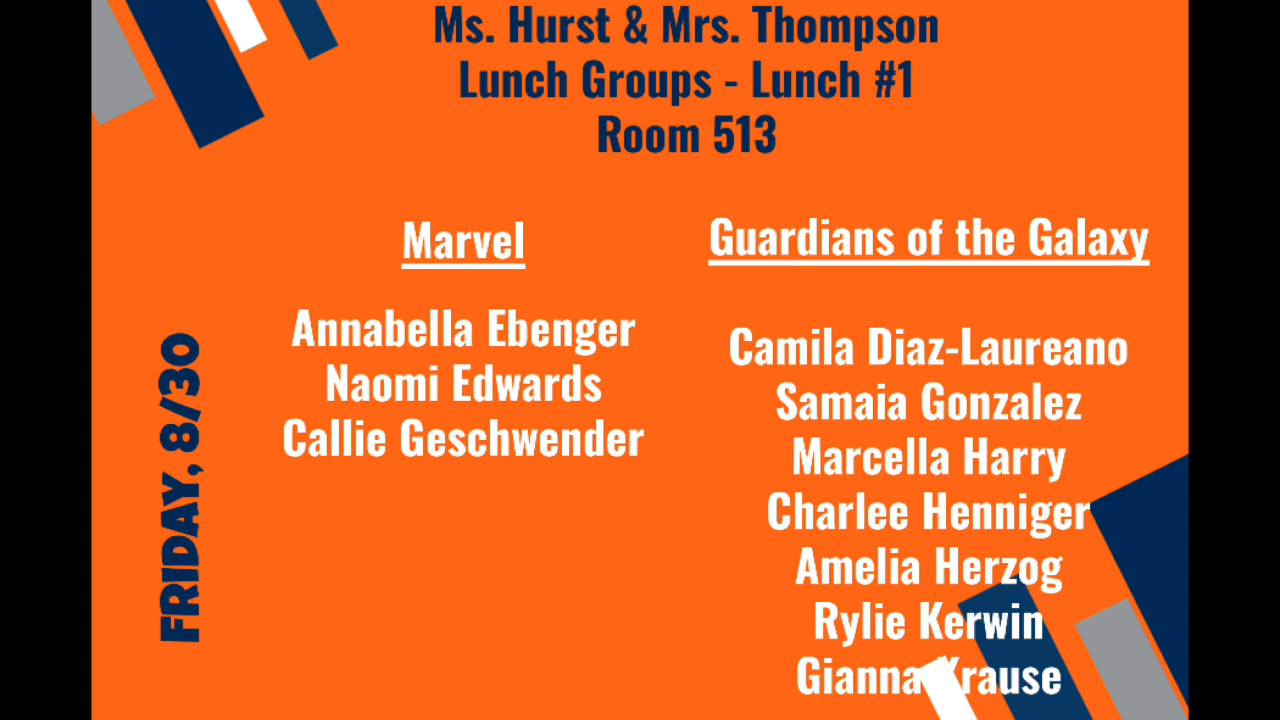 Ms. Hurst & Mrs. Thompson
Lunch Groups - Lunch #1
Room 513
FRIDAY, 8/30
Marvel
Annabella Ebenger
Naomi Edwards
Callie Geschwender
Guardians of the Galaxy
Camila Diaz-Laureano
Samaia Gonzalez
Marcella Harry
Charlee Henniger
Amelia Herzog
Rylie Kerwin
Gianna Krause